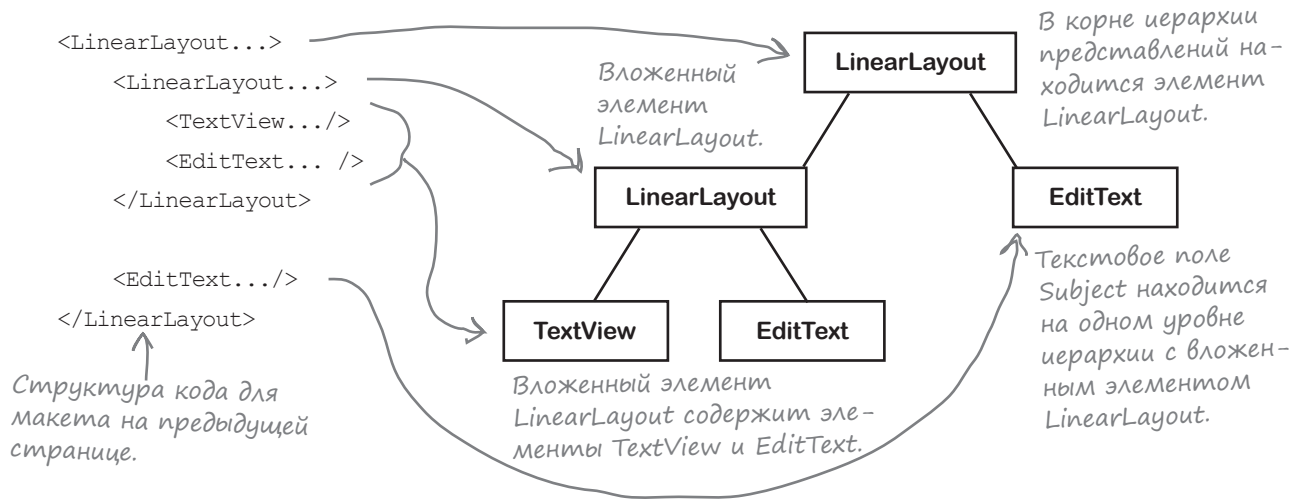 <LinearLayout...>
<LinearLayout...>
<TextView.../>
<EditText... />
</LinearLayout>
<EditText.../>
</LinearLayout>
Структура кода для
макета на предыдущей
странице.
Вложенный
элемент
LinearLayout.
LinearLayout
В корне иерархии
представлений на-
ходится элемент
LinearLayout.
LinearLayout
EditText
TextView
EditText
Вложенный элемент
LinearLayout содержит эле-
менты TextView и EditText.
Текстовое поле
Subject находится
на одном уровне
иерархии с вложен-
ным элементом
LinearLayout.